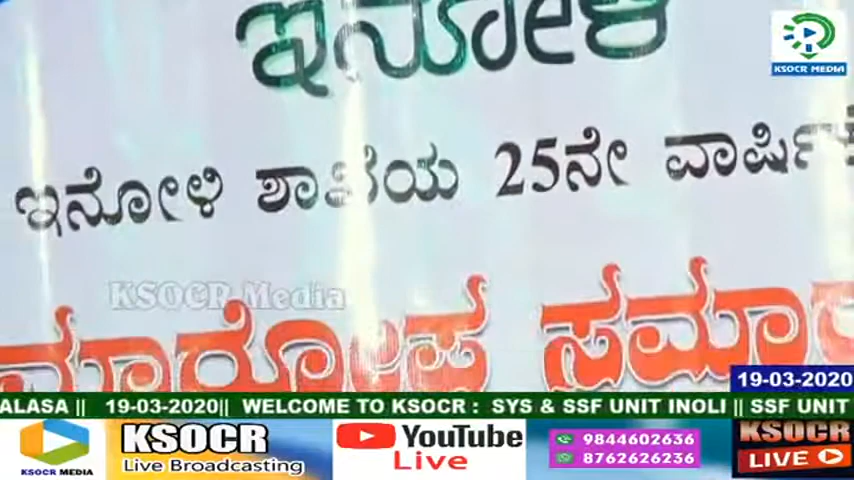 ಇನೋಳಿ
KSOCR MEDIA
ಇನೋಳಿ ಶಾಖೆಯ 25ನೇ
KSOCR Media
ಸಮಾ
19-03-2020
ALASA || 19-03-2020|| WELCOME TO KSOCR : SYS & SSF UNIT INOLI || SSF UNIT
KSOCR MEDIA
KSOCR
Live Broadcasting
YouTube
Live
9844602636
8762626236
KSOCR
LIVE